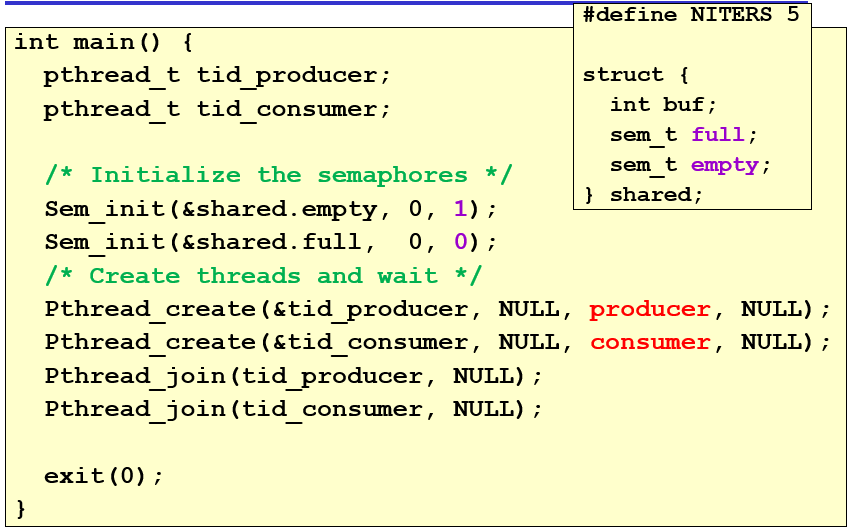 #define NITERS 5
struct {
  int buf;
  sem_t full;
  sem_t empty;
} shared;
int main() {
  pthread_t tid_producer;
  pthread_t tid_consumer;
  /* Initialize the semaphores */
  Sem_init(&shared.empty, 0, 1);
  Sem_init(&shared.full,  0, 0);
  /* Create threads and wait */
  Pthread_create(&tid_producer, NULL, producer, NULL);
  Pthread_create(&tid_consumer, NULL, consumer, NULL);
  Pthread_join(tid_producer, NULL);
  Pthread_join(tid_consumer, NULL);
  exit(0);
}